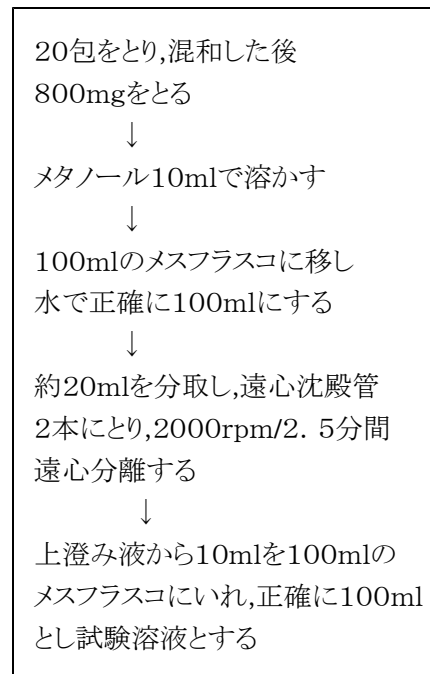 20包をとり,混和した後
800mgをとる
↓
メタノール10mlで溶かす
↓
100mlのメスフラスコに移し
水で正確に100mlにする
↓
約20mlを分取し,遠心沈殿管
2本にとり,2000rpm/2. 5分間
遠心分離する
↓
上澄み液から10mlを100mlの
メスフラスコにいれ,正確に100ml
とし試験溶液とする